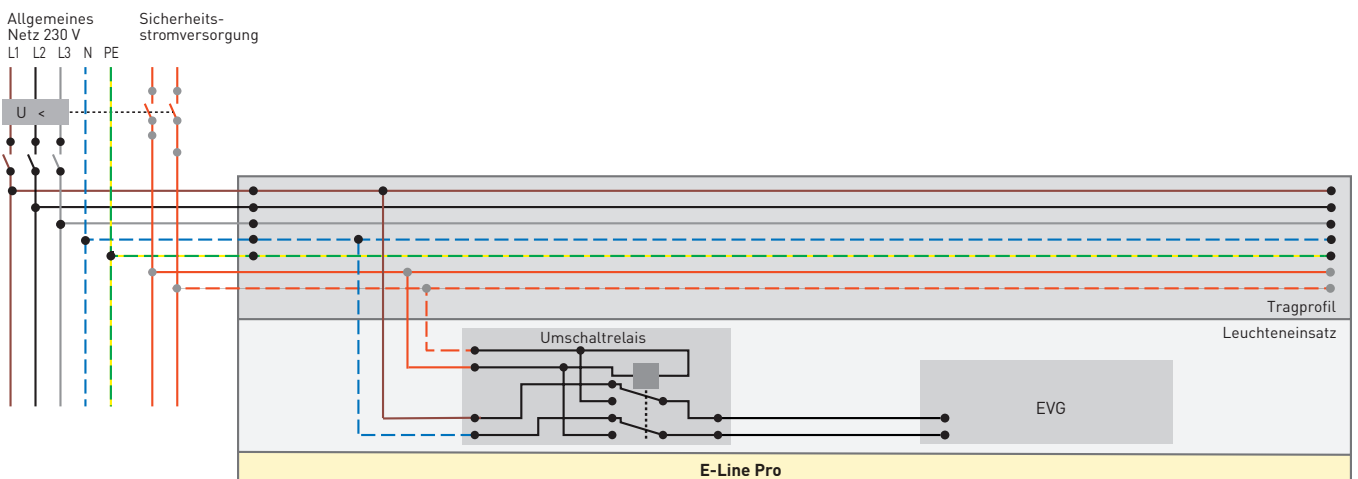 Allgemeines
Netz 230 V
Sicherheits-
stromversorgung
L1 L2 L3 N PE
U <
Tragprofil
Leuchteneinsatz
Umschaltrelais
EVG
E-Line Pro